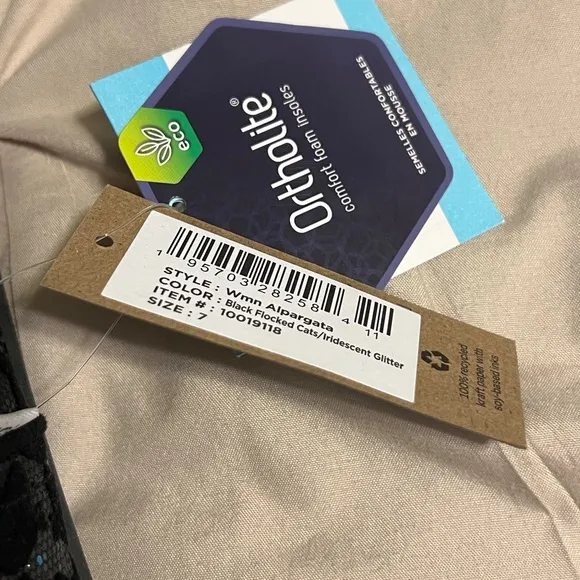 eco
Ortholite®
comfort foam insoles
SEMELLES CONFORTABLES
EN MOUSSE
1 95703 28258 4 11
STYLE : Wmn Alpargata
COLOR : Black Flocked Cats/Iridescent Glitter
ITEM # : 10019118
SIZE : 7
100% recycled
kraft paper with
soy-based inks